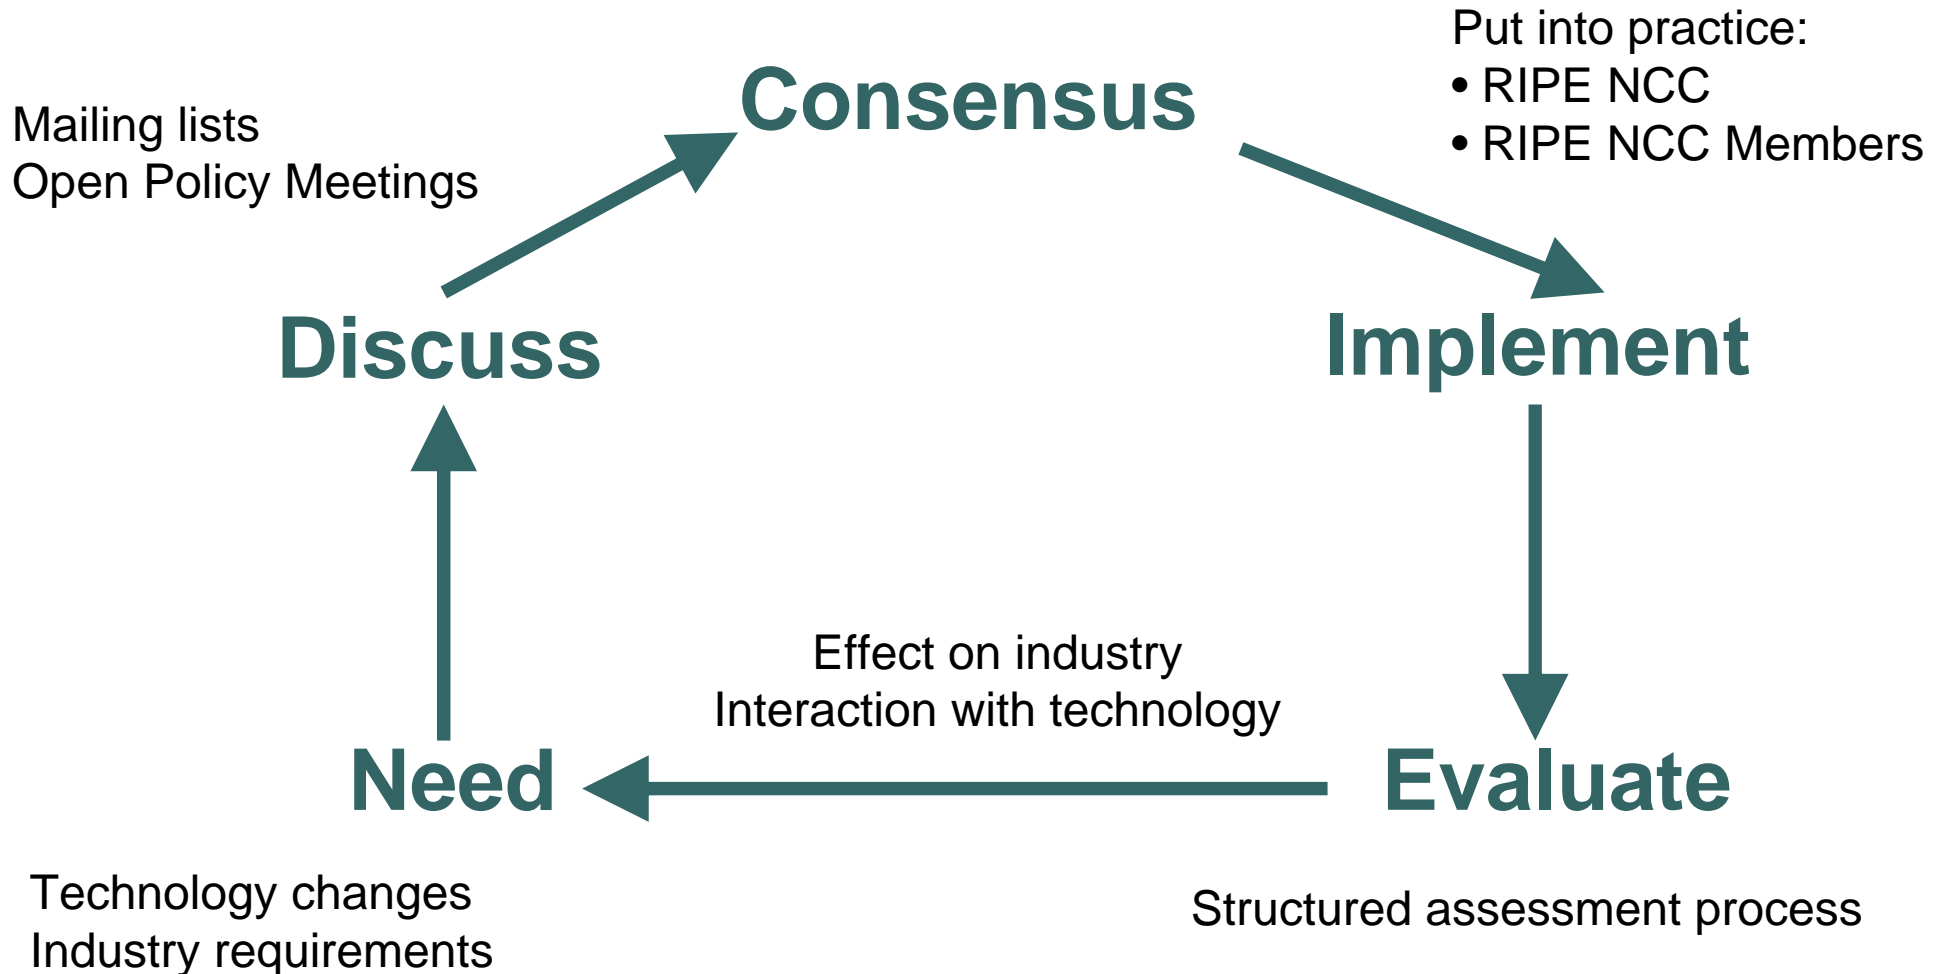 Put into practice:
• RIPE NCC
• RIPE NCC Members
Consensus
Mailing lists
Open Policy Meetings
Discuss
Implement
Effect on industry
Interaction with technology
Need
Evaluate
Technology changes
Industry requirements
Structured assessment process